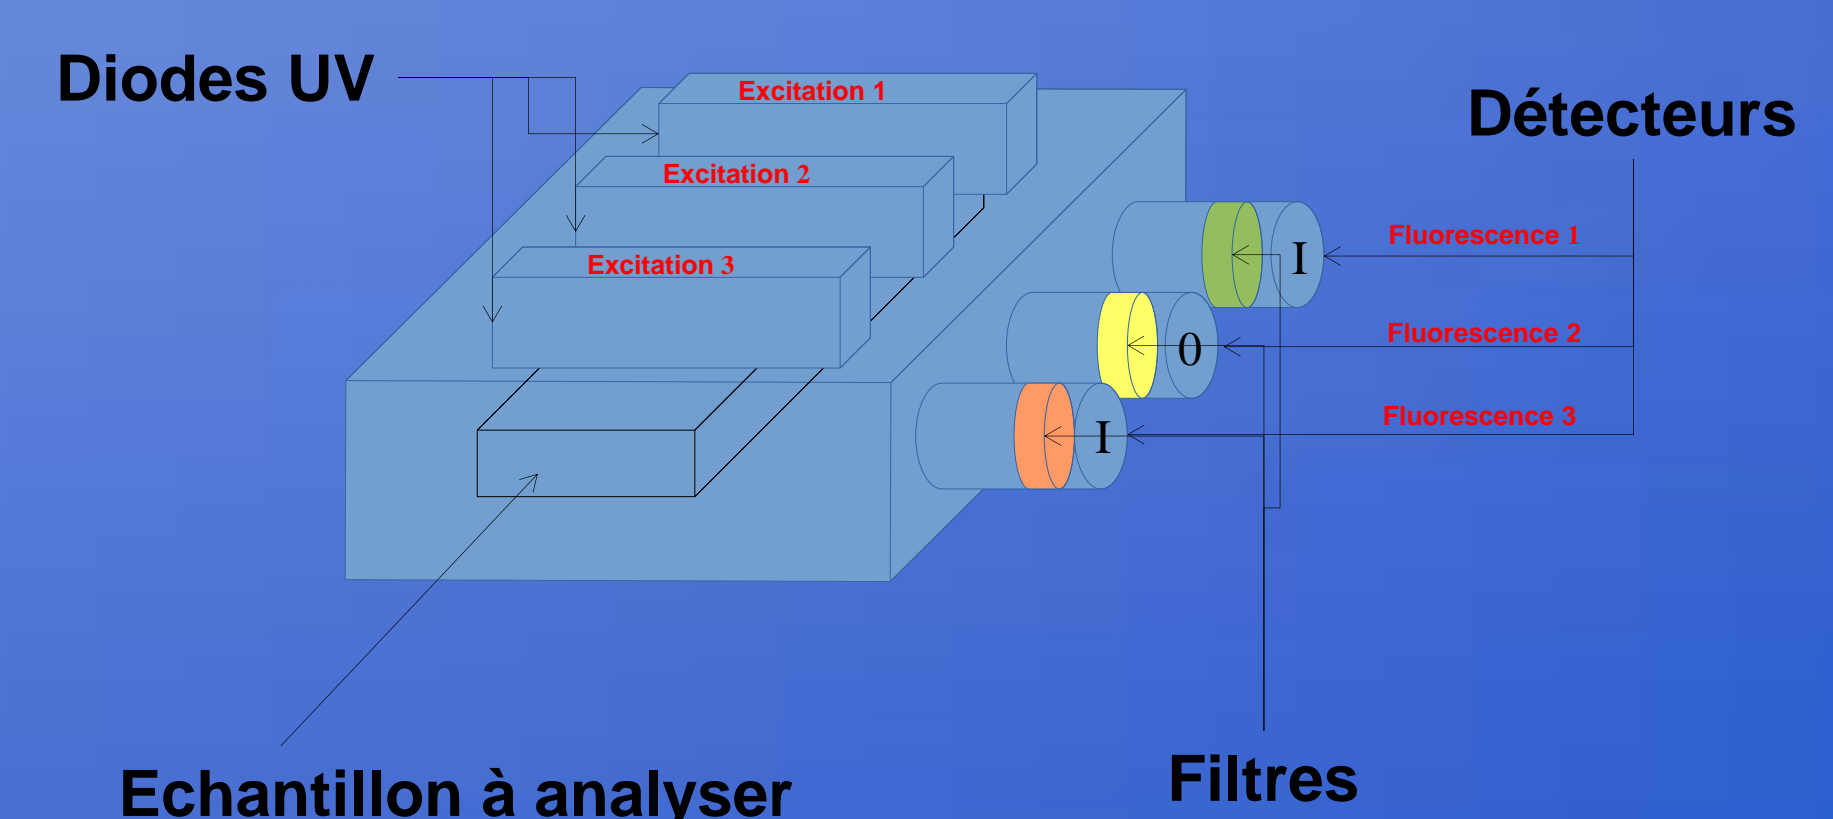 Diodes UV
Excitation 1
Détecteurs
Excitation 2
Fluorescence 1
I
Excitation 3
Fluorescence 2
0
Fluorescence 3
I
Filtres
Echantillon à analyser